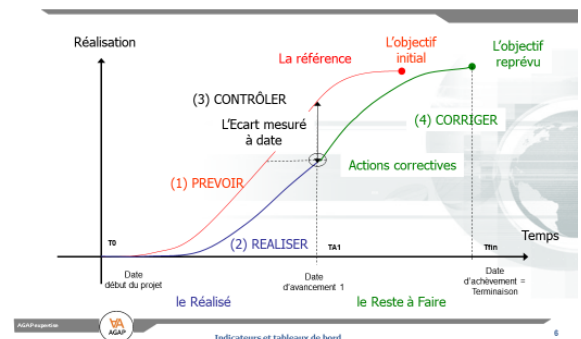 Réalisation
L'objectif
initial
L'objectif
reprévu
La référence
(3) CONTRÔLER
L'Ecart mesuré
à date
(4) CORRIGER
Actions correctives
(1) PREVOIR
(2) REALISER
T0
TA1
Tfin
Temps
Date
début du projet
Date
d'avancement 1
Date
d'achèvement =
Terminaison
le Réalisé
le Reste à Faire
AGAP expertise
AGAP
Indicateurs et tableaux de bord
6